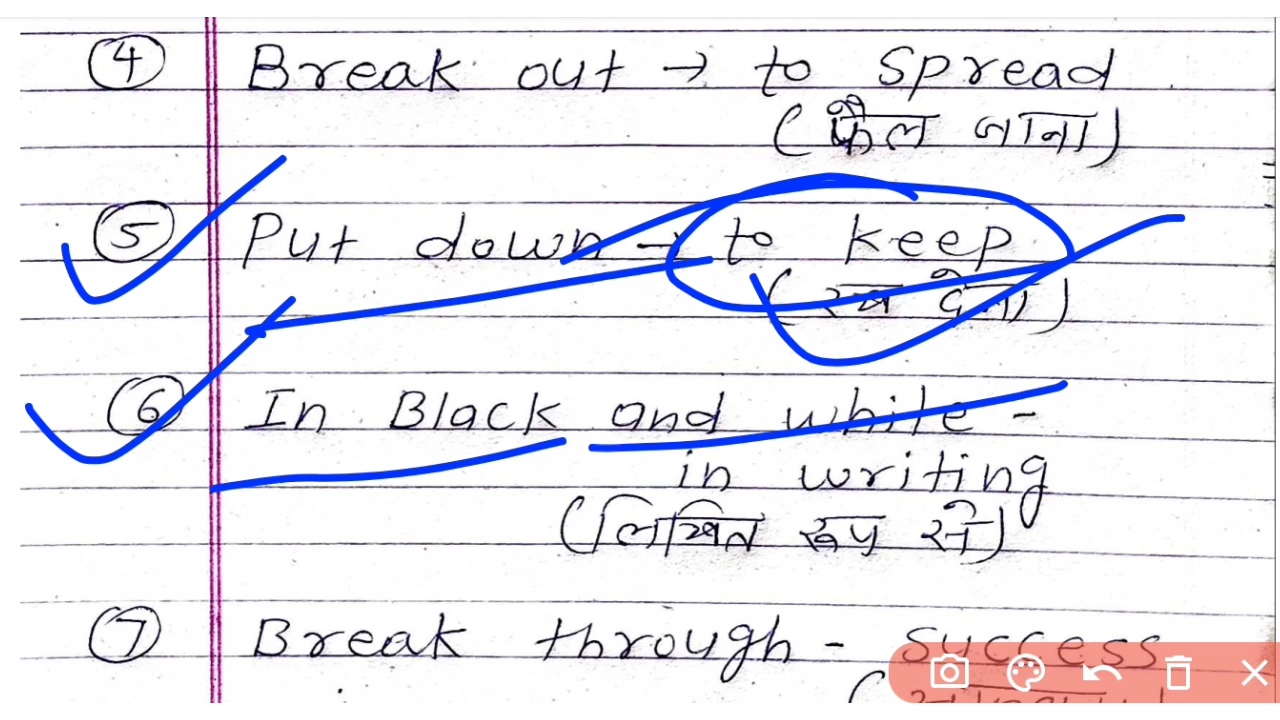 ④ Break out → to Spread
(फैल जाना)
⑤ Put down → to keep
(रख देना)
⑥ In Black and white -
in writing
(लिखित रूप से)
⑦ Break through - Success